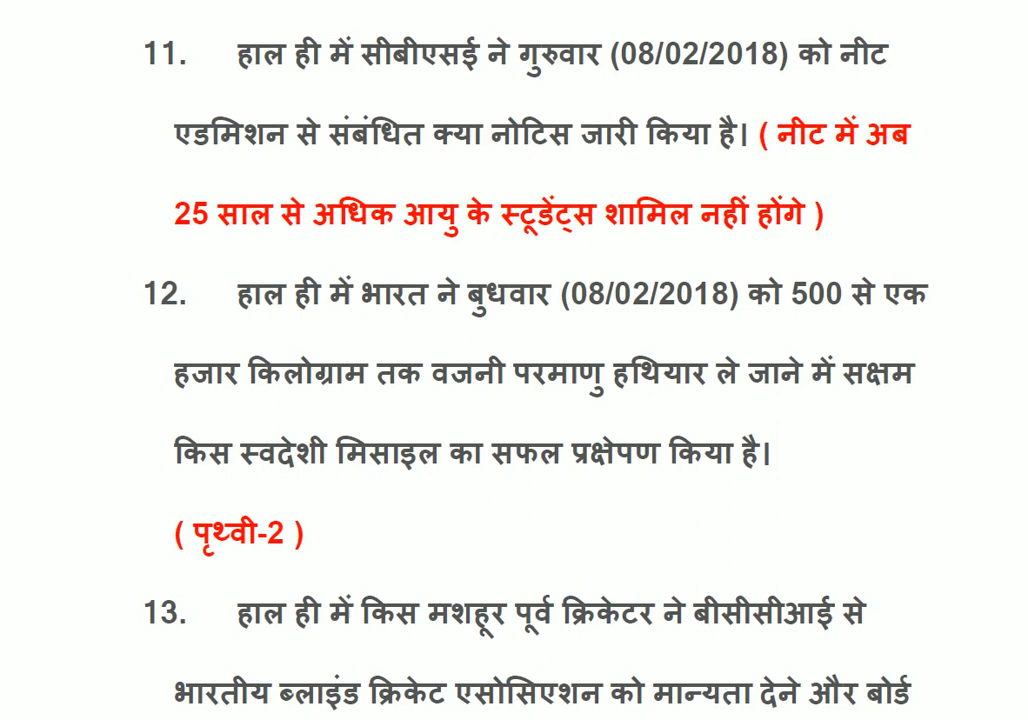 11. हाल ही में सीबीएसई ने गुरुवार (08/02/2018) को नीट
एडमिशन से संबंधित क्या नोटिस जारी किया है। ( नीट में अब
25 साल से अधिक आयु के स्टूडेंट्स शामिल नहीं होंगे )
12. हाल ही में भारत ने बुधवार (08/02/2018) को 500 से एक
हजार किलोग्राम तक वजनी परमाणु हथियार ले जाने में सक्षम
किस स्वदेशी मिसाइल का सफल प्रक्षेपण किया है।
( पृथ्वी-2 )
13. हाल ही में किस मशहूर पूर्व क्रिकेटर ने बीसीसीआई से
भारतीय ब्लाइंड क्रिकेट एसोसिएशन को मान्यता देने और बोर्ड